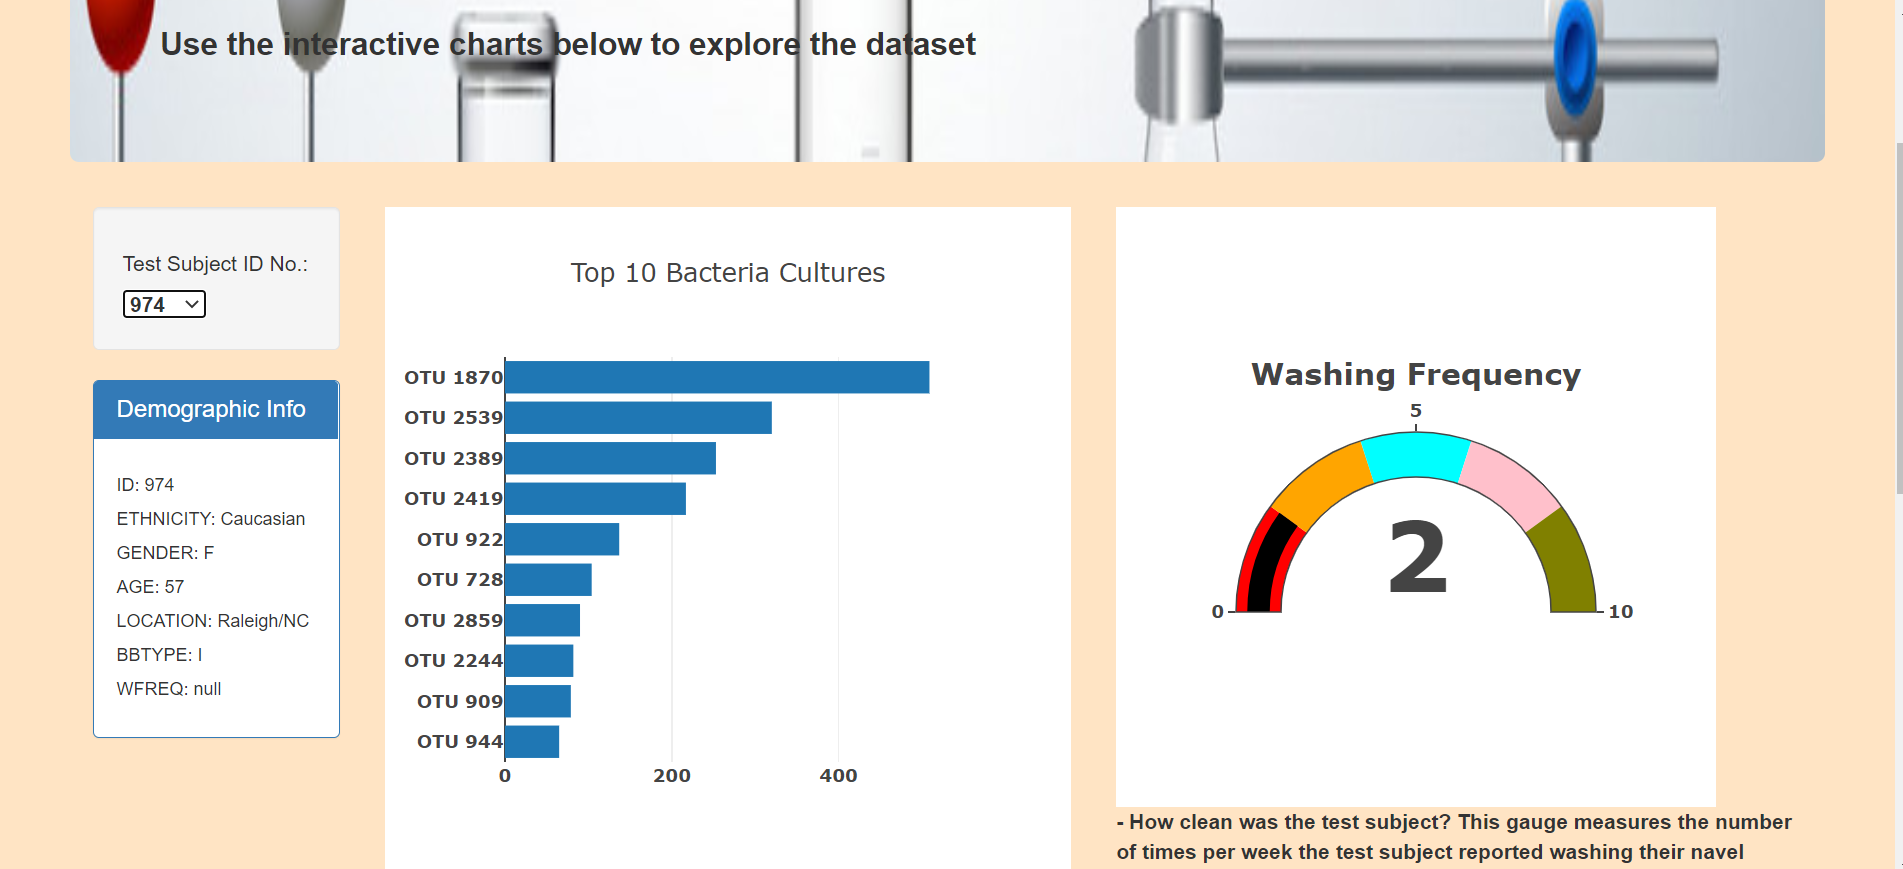 Use the interactive charts below to explore the dataset
Test Subject ID No.:
974
Demographic Info
ID: 974
ETHNICITY: Caucasian
GENDER: F
AGE: 57
LOCATION: Raleigh/NC
BBTYPE: I
WFREQ: null
Top 10 Bacteria Cultures
OTU 1870
OTU 2539
OTU 2389
OTU 2419
OTU 922
OTU 728
OTU 2859
OTU 2244
OTU 909
OTU 944
0 200 400
Washing Frequency
5
2
0 10
- How clean was the test subject? This gauge measures the number
of times per week the test subject reported washing their navel